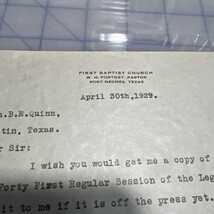 FIRST BAPTIST CHURCH
W. H. FORTNEY, PASTOR
PORT NECHES, TEXAS
April 30th, 1929.
n.B.E.Quinn,
tin, Texas.
r Sir:
I wish you would get me a copy of
Forty First Regular Session of the Leg
it to me if it is off the press yet.